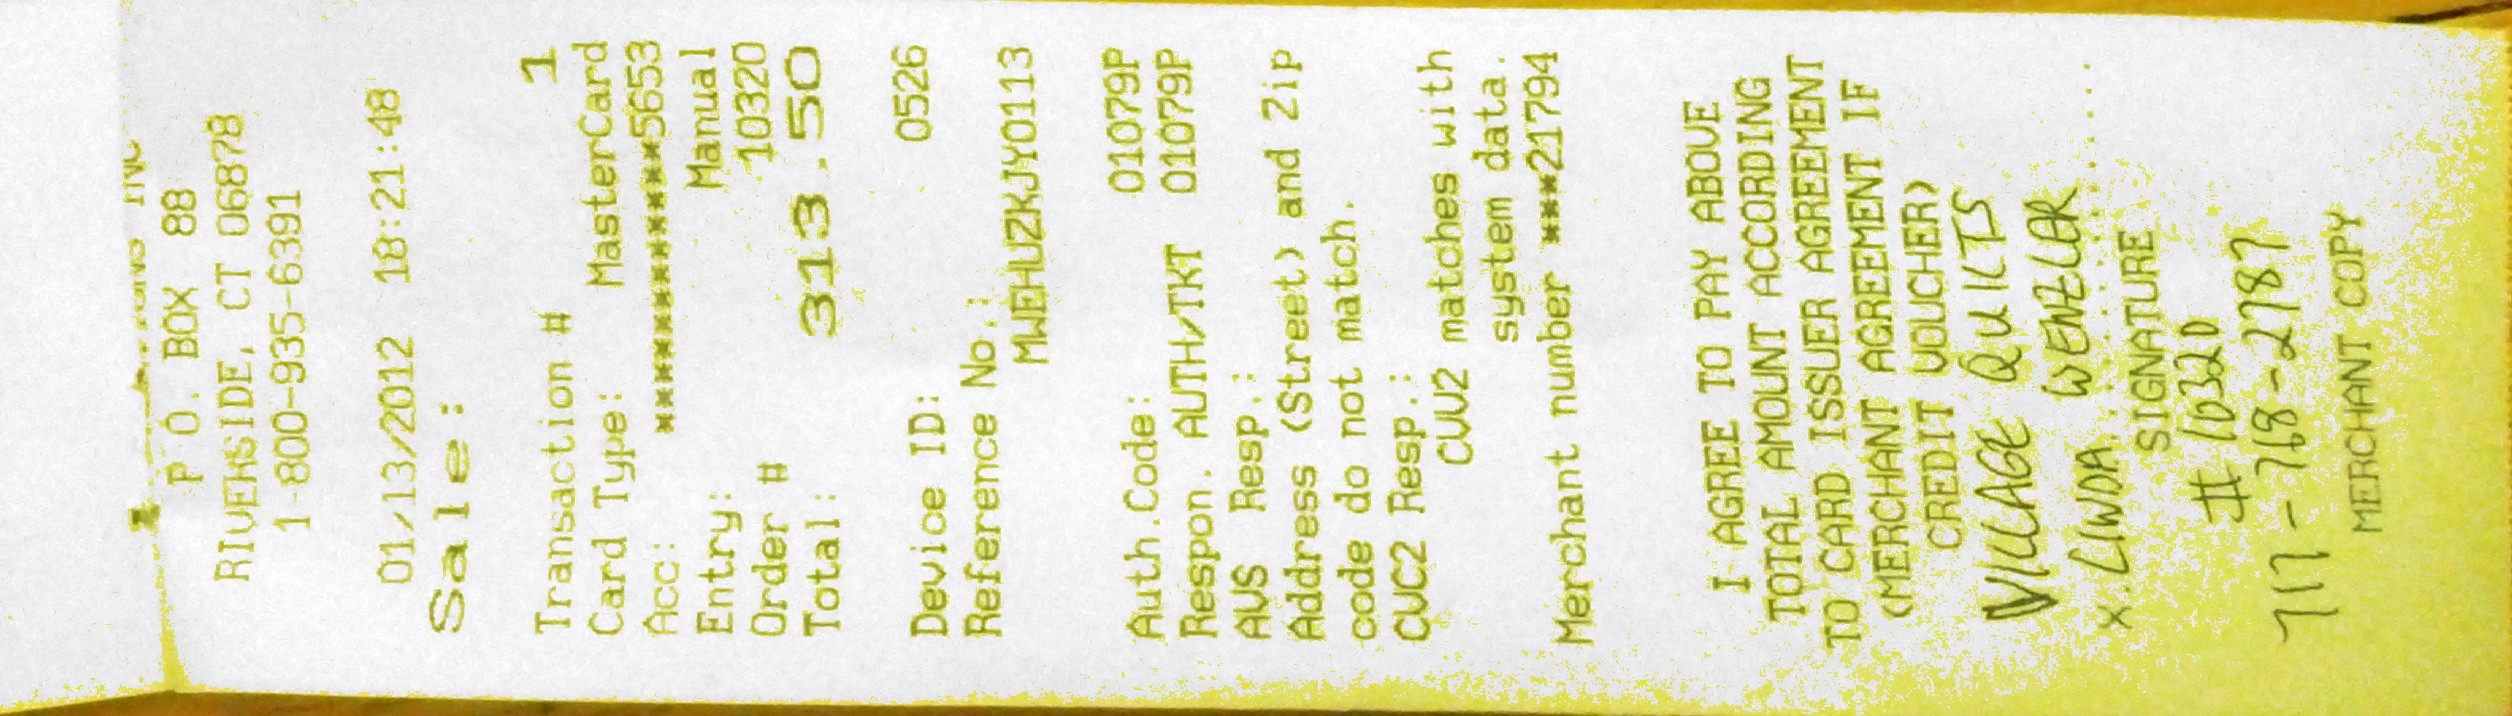 INC
P O. BOX 88
RIVERSIDE, CT 06878
1-800-935-6391
01/13/2012 18:21:48
Sale:
Transaction # 1
Card Type: MasterCard
Acc: ************5653
Entry: Manual
Order # 10320
Total: 313.50
Device ID: 0526
Reference No.:
MWEHUZKJYO113
Auth.Code: 01079P
Respon. AUTH/TKT 01079P
AVS Resp.:
Address (Street) and Zip
code do not match.
CVC2 Resp.:
CVV2 matches with
system data.
Merchant number ***21794
I AGREE TO PAY ABOVE
TOTAL AMOUNT ACCORDING
TO CARD ISSUER AGREEMENT
(MERCHANT AGREEMENT IF
CREDIT VOUCHER)
VILLAGE QUILTS
X. LINDA WENZLER
SIGNATURE
# 10320
717-768-2787
MERCHANT COPY